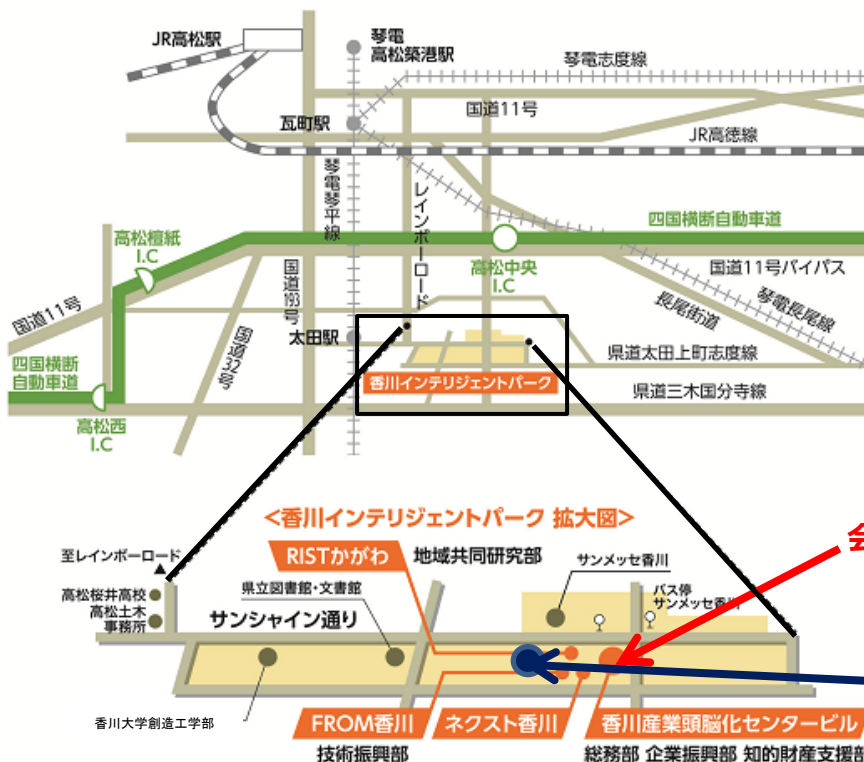 JR高松駅
琴電
高松築港駅
琴電志度線
国道11号
瓦町駅
JR高徳線
琴電琴平線
レインボーロード
四国横断自動車道
高松檀紙
I.C
高松中央
I.C
国道11号バイパス
国道11号
国道193号
長尾街道
琴電長尾線
国道32号
太田駅
県道太田上町志度線
四国横断
自動車道
香川インテリジェントパーク
県道三木国分寺線
高松西
I.C
<香川インテリジェントパーク 拡大図>
会
至レインボーロード
RISTかがわ 地域共同研究部
サンメッセ香川
県立図書館・文書館
バス停
サンメッセ香川
高松桜井高校
高松土木
事務所
サンシャイン通り
香川大学創造工学部
FROM香川
技術振興部
ネクスト香川
香川産業頭脳化センタービル
総務部 企業振興部 知的財産支援部